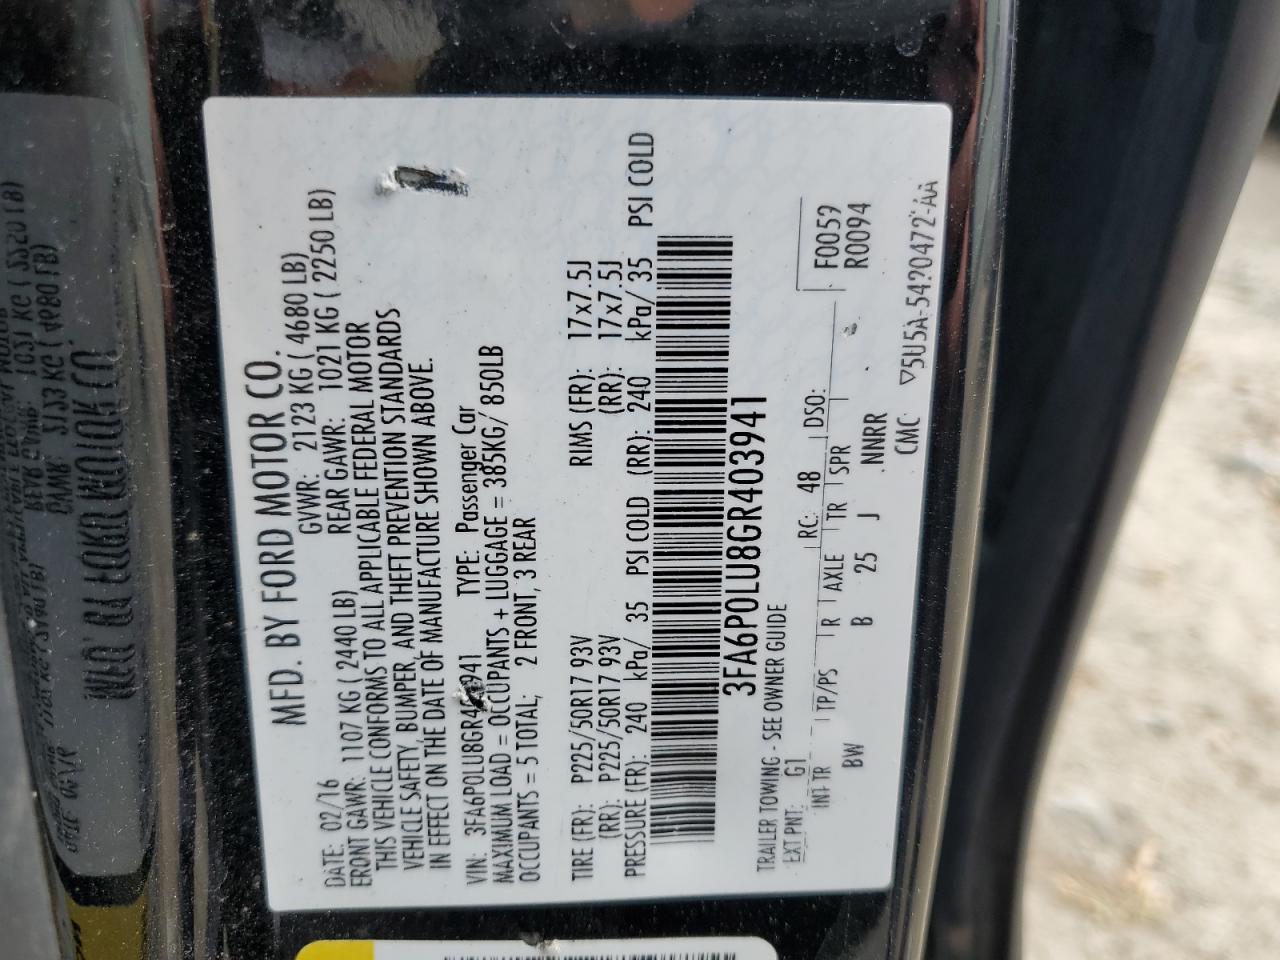 MFD. BY FORD MOTOR CO.
DATE: 02/16 GVWR: 2123 KG ( 4680 LB)
FRONT GAWR: 1107 KG ( 2440 LB) REAR GAWR: 1021 KG ( 2250 LB)
THIS VEHICLE CONFORMS TO ALL APPLICABLE FEDERAL MOTOR
VEHICLE SAFETY, BUMPER, AND THEFT PREVENTION STANDARDS
IN EFFECT ON THE DATE OF MANUFACTURE SHOWN ABOVE.
VIN: TYPE: Passenger Car
MAXIMUM LOAD = OCCUPANTS + LUGGAGE = 385KG/ 850LB
OCCUPANTS = 5 TOTAL; 2 FRONT, 3 REAR
TIRE (FR): P225/50R17 93V RIMS (FR): 17x7.5J
(RR): P225/50R17 93V (RR): 17x7.5J
PRESSURE (FR): 240 kPa/ 35 PSI COLD (RR): 240 kPa/ 35 PSI COLD
3FA6P0LU8GR403941
TRAILER TOWING - SEE OWNER GUIDE
EXT PNT: G1 RC: 48 DSO:
F0059
R0094
INT TR TP/PS R AXLE TR SPR
BW B 25 J NNRR
CMC